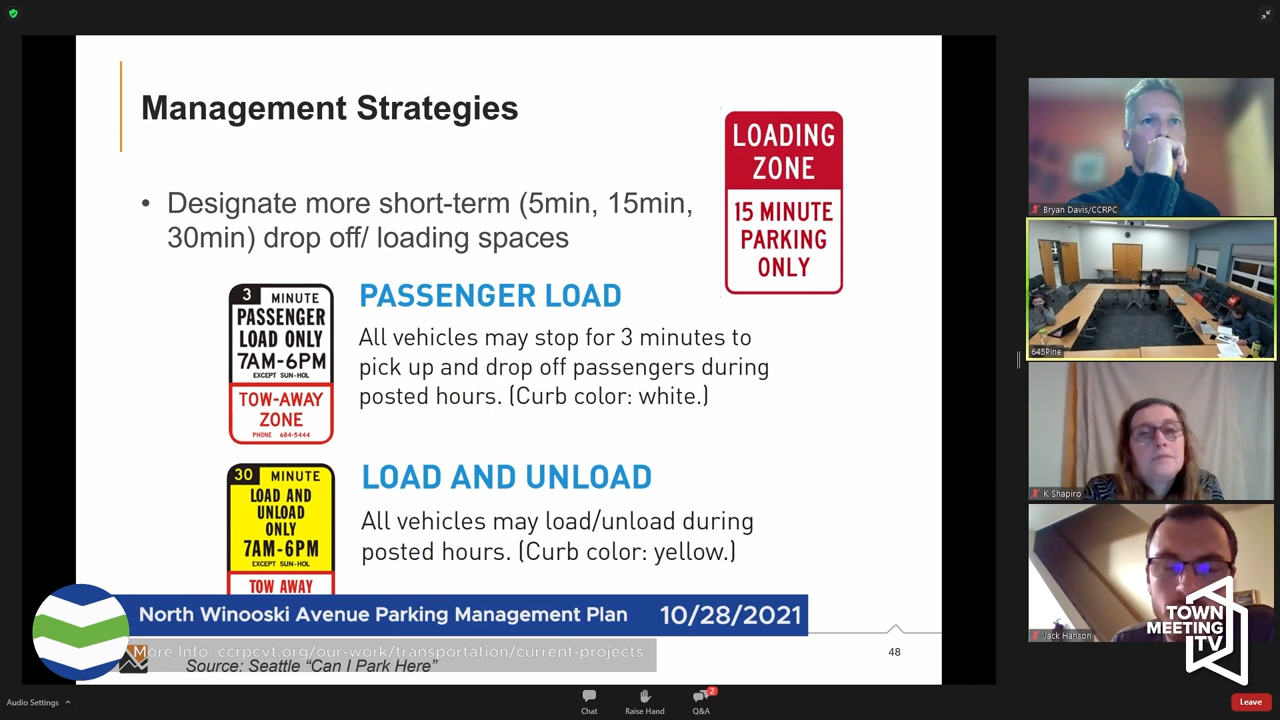 Management Strategies
• Designate more short-term (5min, 15min,
30min) drop off/ loading spaces
LOADING
ZONE
15 MINUTE
PARKING
ONLY
3 MINUTE
PASSENGER
LOAD ONLY
7AM-6PM
EXCEPT SUN-HOL
TOW-AWAY
ZONE
PHONE 684-5444
PASSENGER LOAD
All vehicles may stop for 3 minutes to
pick up and drop off passengers during
posted hours. (Curb color: white.)
30 MINUTE
LOAD AND
UNLOAD
ONLY
7AM-6PM
EXCEPT SUN-HOL
TOW AWAY
LOAD AND UNLOAD
All vehicles may load/unload during
posted hours. (Curb color: yellow.)
North Winooski Avenue Parking Management Plan 10/28/2021
More Info: ccrpcvt.org/our-work/transportation/current-projects
Source: Seattle "Can I Park Here"
48
Bryan Davis/CCRPC
645Pine
K Shapiro
Jack Hanson
TOWN
MEETING
TV
Audio Settings
Chat
Raise Hand
2
Q&A
Leave